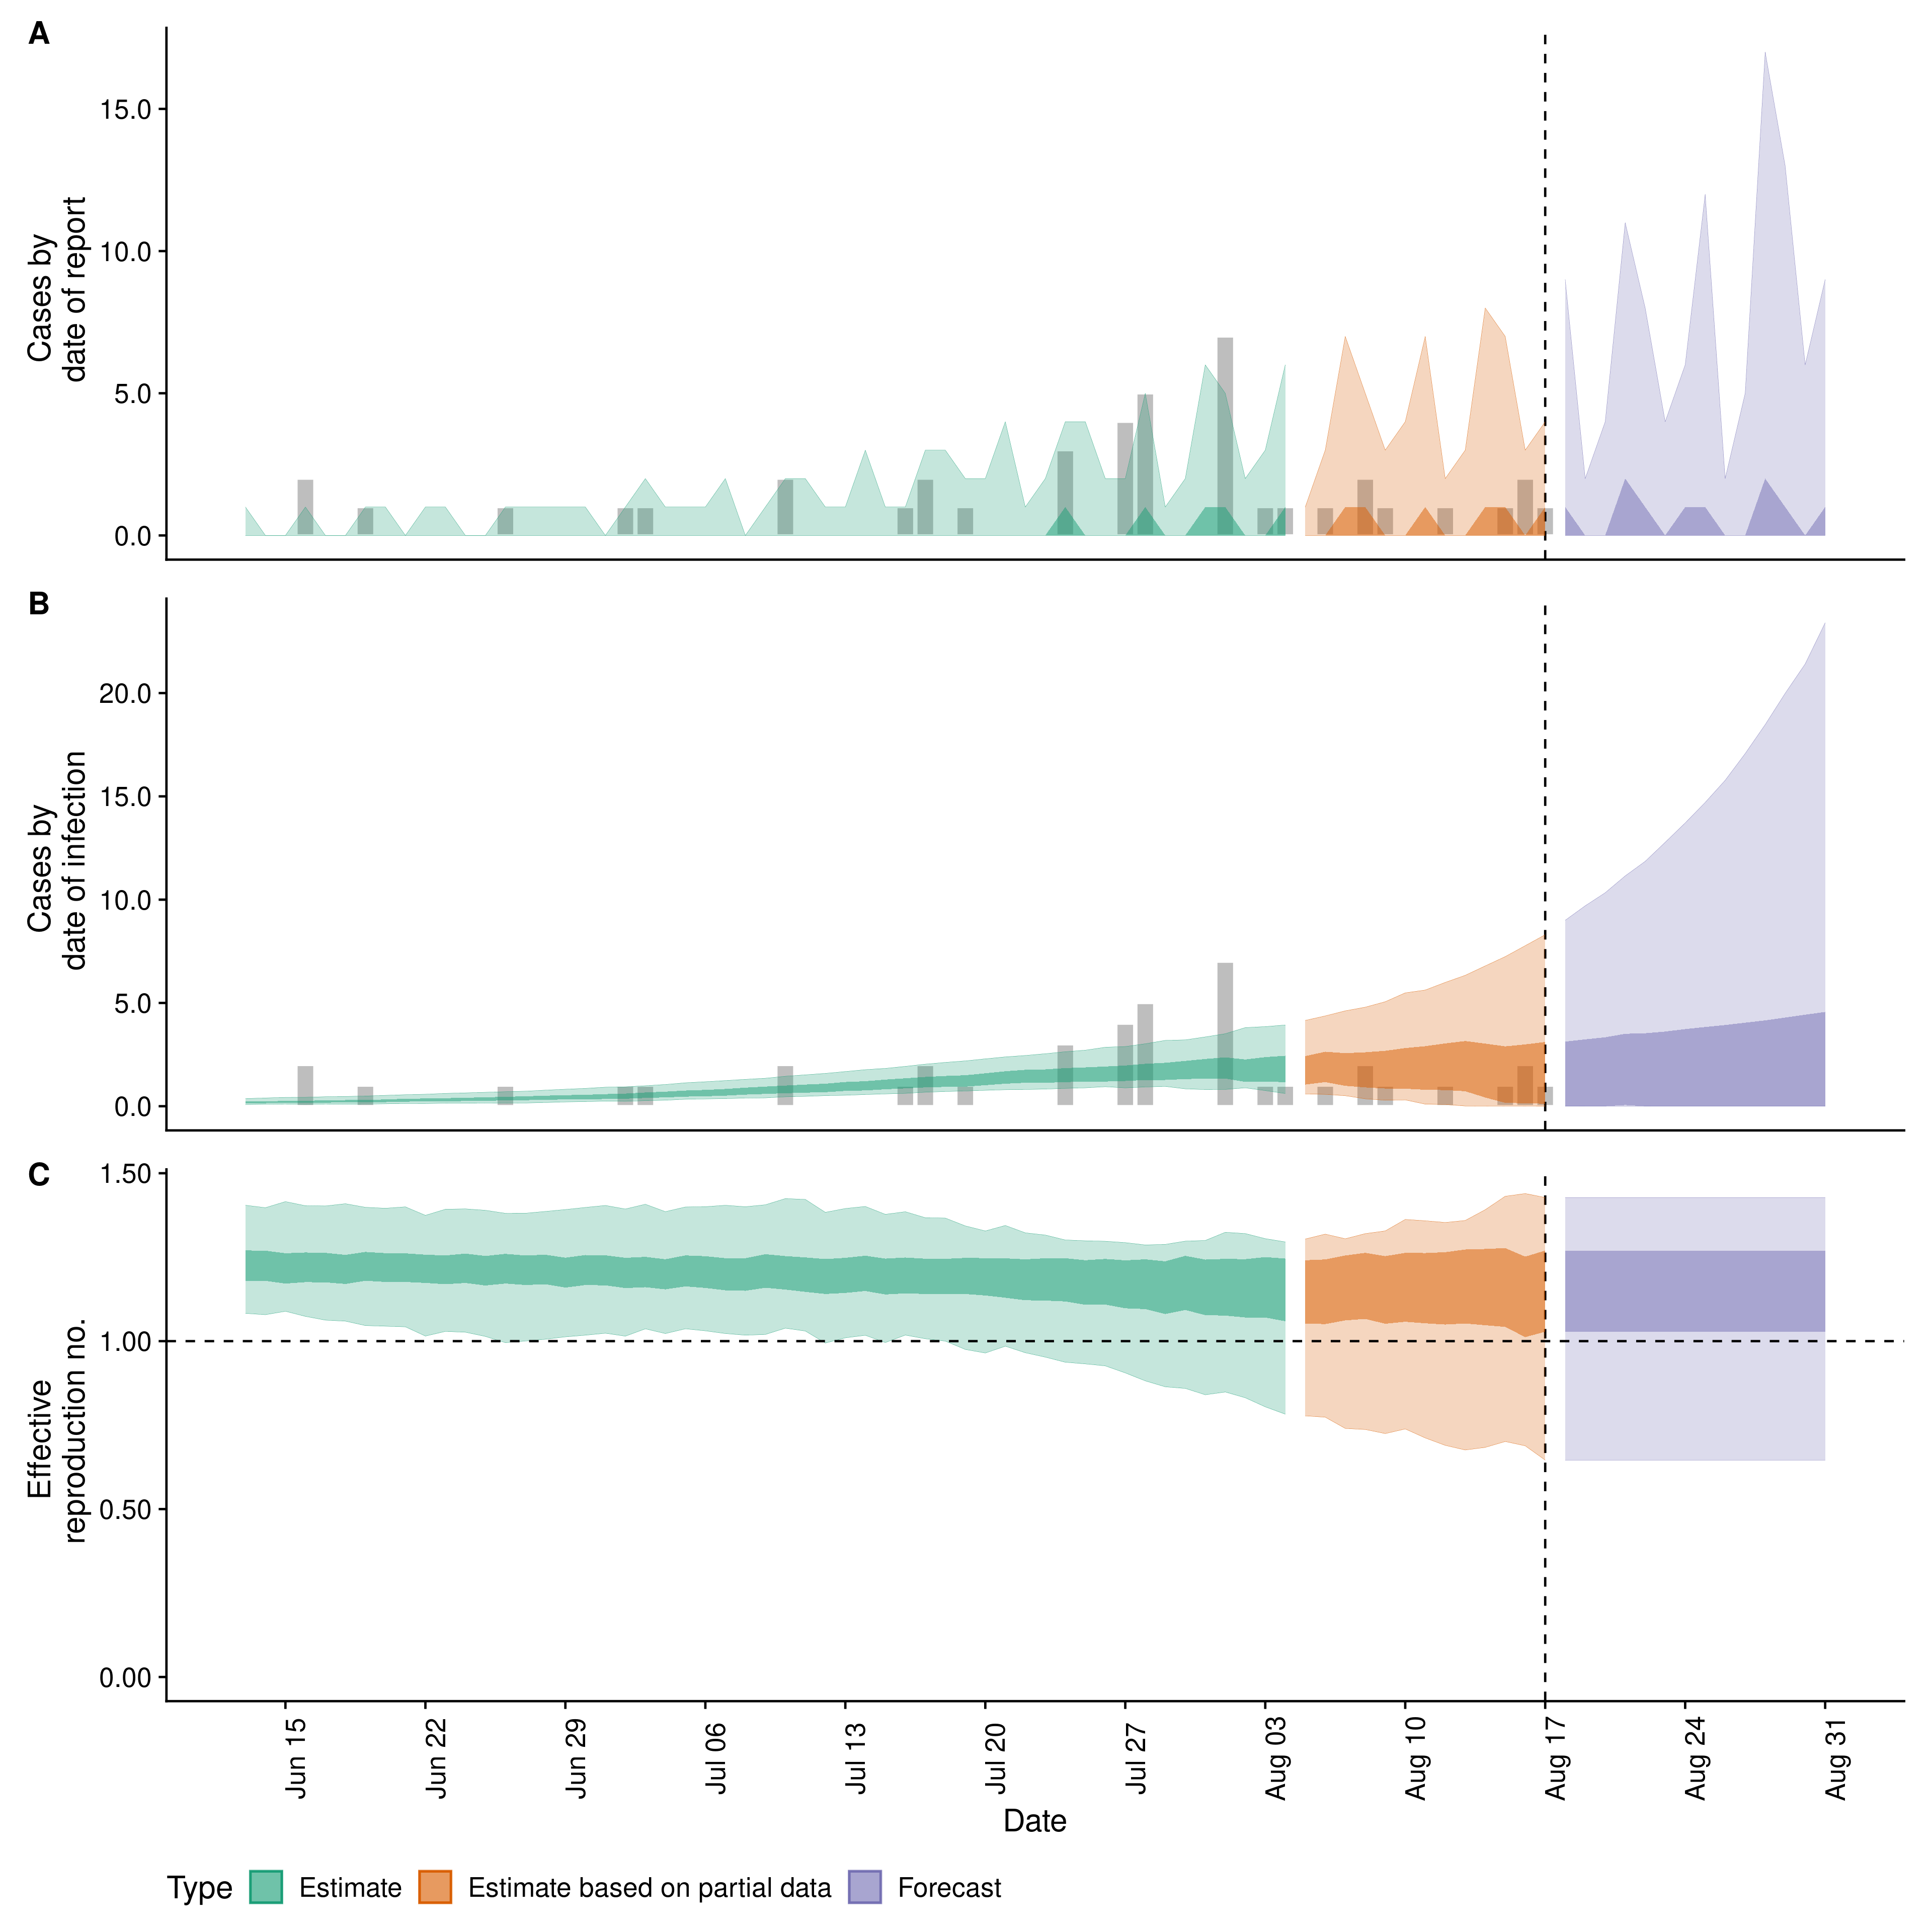 A
Cases by
date of report
15.0
10.0
5.0
0.0
B
Cases by
date of infection
20.0
15.0
10.0
5.0
0.0
C
Effective
reproduction no.
1.50
1.00
0.50
0.00
Jun 15
Jun 22
Jun 29
Jul 06
Jul 13
Jul 20
Jul 27
Aug 03
Aug 10
Aug 17
Aug 24
Aug 31
Date
Type Estimate Estimate based on partial data Forecast